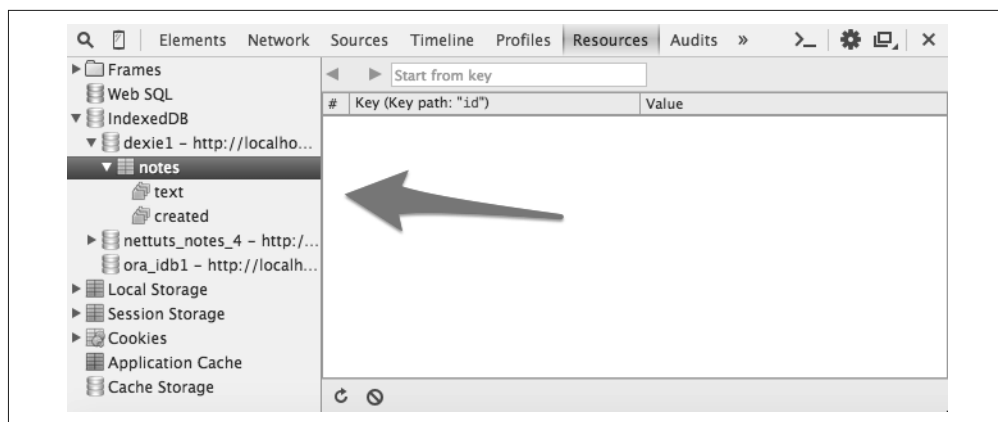 Elements Network Sources Timeline Profiles Resources Audits »
Frames
Web SQL
IndexedDB
dexie1 – http://localho...
notes
text
created
nettuts_notes_4 – http:/...
ora_idb1 – http://localh...
Local Storage
Session Storage
Cookies
Application Cache
Cache Storage
Start from key
# Key (Key path: "id") Value